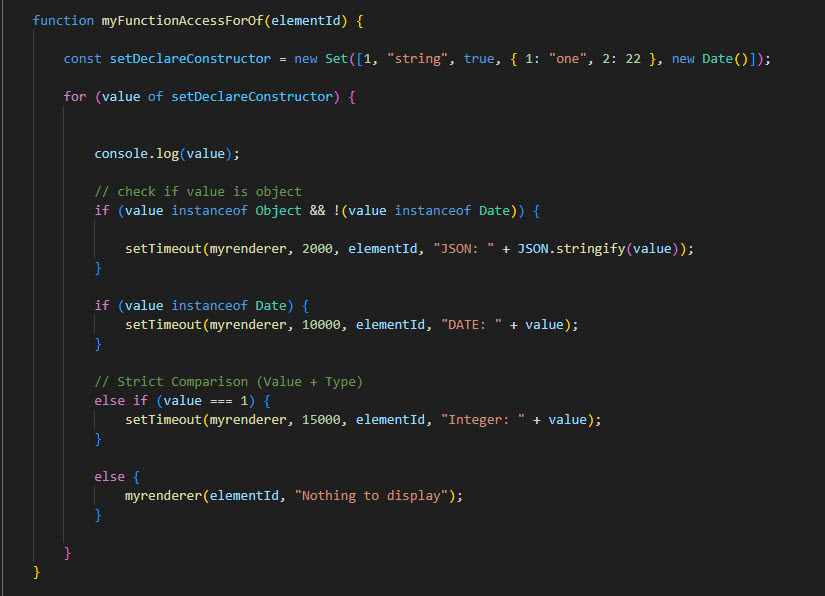 function myFunctionAccessForOf(elementId) {
const setDeclareConstructor = new Set([1, "string", true, { 1: "one", 2: 22 }, new Date()]);
for (value of setDeclareConstructor) {
console.log(value);
// check if value is object
if (value instanceof Object && !(value instanceof Date)) {
setTimeout(myrenderer, 2000, elementId, "JSON: " + JSON.stringify(value));
}
if (value instanceof Date) {
setTimeout(myrenderer, 10000, elementId, "DATE: " + value);
}
// Strict Comparison (Value + Type)
else if (value === 1) {
setTimeout(myrenderer, 15000, elementId, "Integer: " + value);
}
else {
myrenderer(elementId, "Nothing to display");
}
}
}